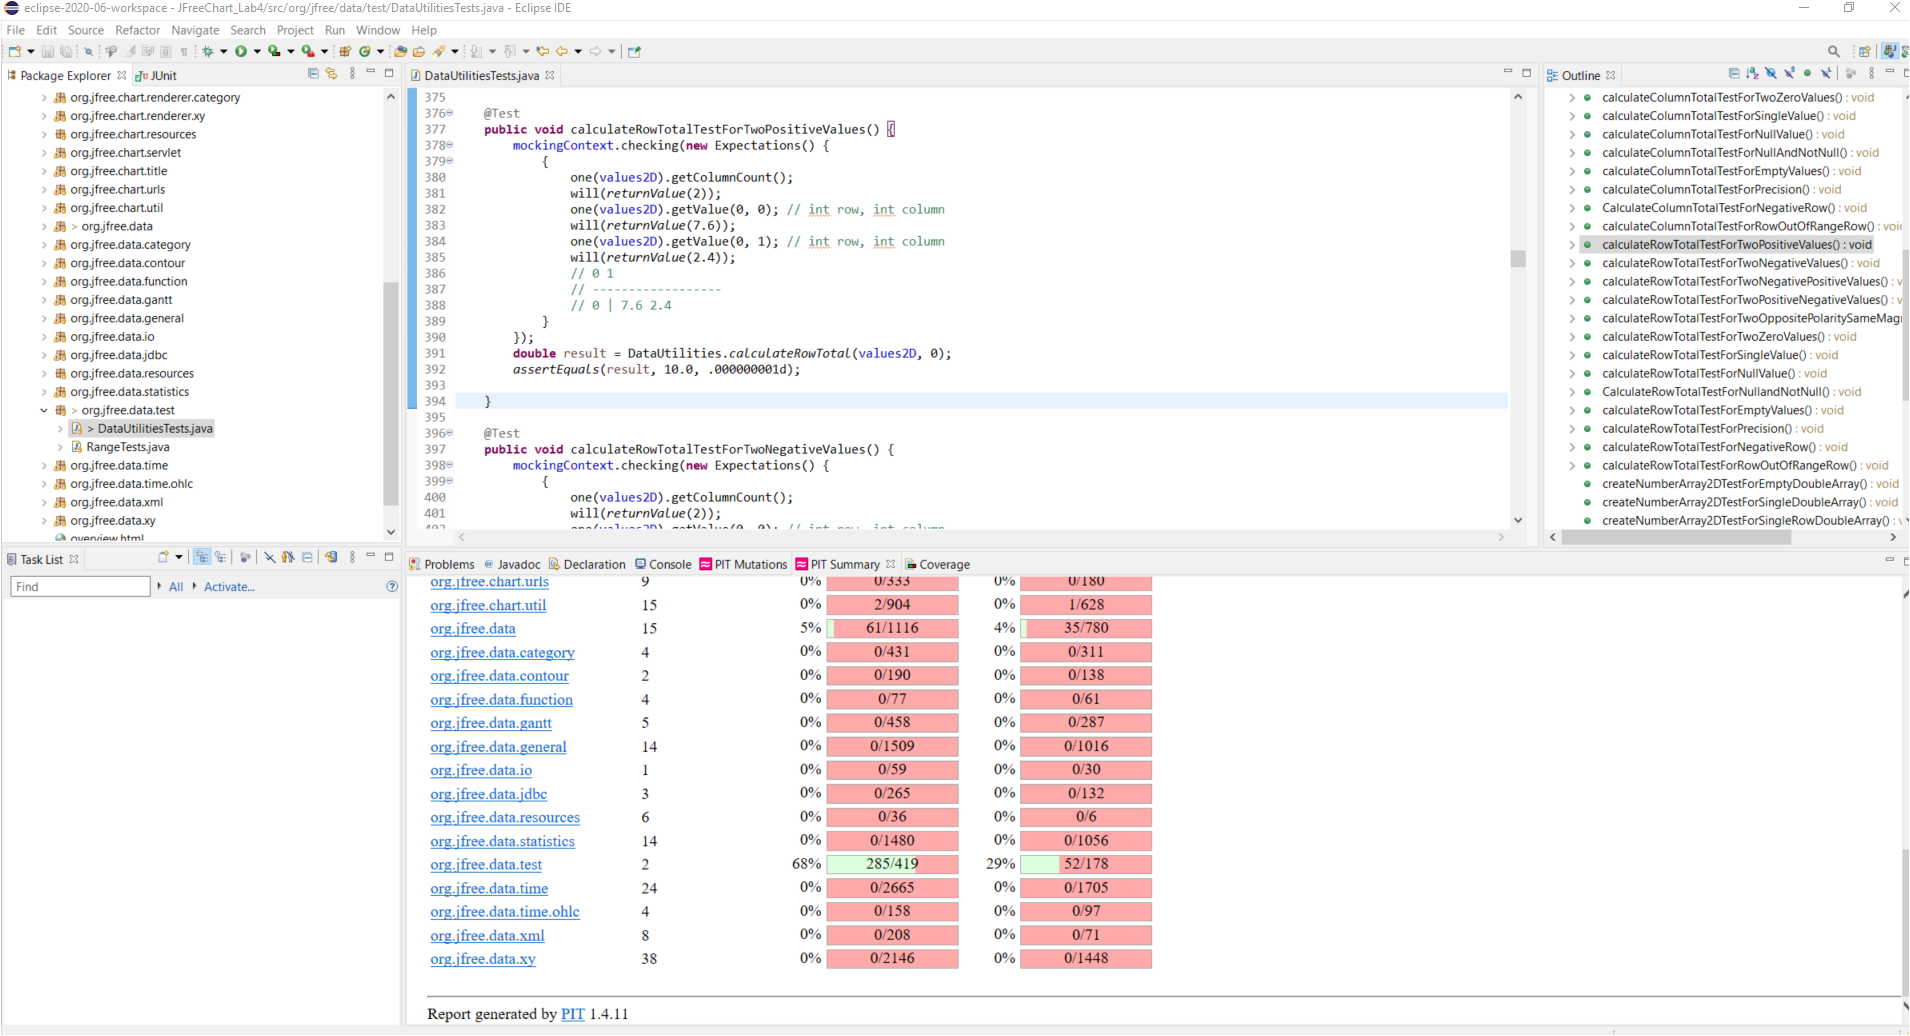 eclipse-2020-06-workspace - JFreeChart_Lab4/src/org/jfree/data/test/DataUtilitiesTests.java - Eclipse IDE
File Edit Source Refactor Navigate Search Project Run Window Help
Package Explorer
JUnit
org.jfree.chart.renderer.category
org.jfree.chart.renderer.xy
org.jfree.chart.resources
org.jfree.chart.servlet
org.jfree.chart.title
org.jfree.chart.urls
org.jfree.chart.util
> org.jfree.data
org.jfree.data.category
org.jfree.data.contour
org.jfree.data.function
org.jfree.data.gantt
org.jfree.data.general
org.jfree.data.io
org.jfree.data.jdbc
org.jfree.data.resources
org.jfree.data.statistics
> org.jfree.data.test
> DataUtilitiesTests.java
RangeTests.java
org.jfree.data.time
org.jfree.data.time.ohlc
org.jfree.data.xml
org.jfree.data.xy
overview.html
DataUtilitiesTests.java
375
376 @Test
377 public void calculateRowTotalTestForTwoPositiveValues() {
378 mockingContext.checking(new Expectations() {
379 {
380 one(values2D).getColumnCount();
381 will(returnValue(2));
382 one(values2D).getValue(0, 0); // int row, int column
383 will(returnValue(7.6));
384 one(values2D).getValue(0, 1); // int row, int column
385 will(returnValue(2.4));
386 // 0 1
387 // ------------------
388 // 0 | 7.6 2.4
389 }
390 });
391 double result = DataUtilities.calculateRowTotal(values2D, 0);
392 assertEquals(result, 10.0, .000000001d);
393
394 }
395
396 @Test
397 public void calculateRowTotalTestForTwoNegativeValues() {
398 mockingContext.checking(new Expectations() {
399 {
400 one(values2D).getColumnCount();
401 will(returnValue(2));
402 one(values2D).getValue(0, 0); // int row, int column
Outline
calculateColumnTotalTestForTwoZeroValues() : void
calculateColumnTotalTestForSingleValue() : void
calculateColumnTotalTestForNullValue() : void
calculateColumnTotalTestForNullAndNotNull() : void
calculateColumnTotalTestForEmptyValues() : void
calculateColumnTotalTestForPrecision() : void
CalculateColumnTotalTestForNegativeRow() : void
calculateColumnTotalTestForRowOutOfRangeRow() : voi
calculateRowTotalTestForTwoPositiveValues() : void
calculateRowTotalTestForTwoNegativeValues() : void
calculateRowTotalTestForTwoNegativePositiveValues() : v
calculateRowTotalTestForTwoPositiveNegativeValues() : v
calculateRowTotalTestForTwoOppositePolaritySameMag
calculateRowTotalTestForTwoZeroValues() : void
calculateRowTotalTestForSingleValue() : void
calculateRowTotalTestForNullValue() : void
CalculateRowTotalTestForNullandNotNull() : void
calculateRowTotalTestForEmptyValues() : void
calculateRowTotalTestForPrecision() : void
calculateRowTotalTestForNegativeRow() : void
calculateRowTotalTestForRowOutOfRangeRow() : void
createNumberArray2DTestForEmptyDoubleArray() : void
createNumberArray2DTestForSingleDoubleArray() : void
createNumberArray2DTestForSingleRowDoubleArray() :
Task List
Find All Activate...
Problems Javadoc Declaration Console PIT Mutations PIT Summary Coverage
org.jfree.chart.urls 9 0% 0/333 0% 0/180
org.jfree.chart.util 15 0% 2/904 0% 1/628
org.jfree.data 15 5% 61/1116 4% 35/780
org.jfree.data.category 4 0% 0/431 0% 0/311
org.jfree.data.contour 2 0% 0/190 0% 0/138
org.jfree.data.function 4 0% 0/77 0% 0/61
org.jfree.data.gantt 5 0% 0/458 0% 0/287
org.jfree.data.general 14 0% 0/1509 0% 0/1016
org.jfree.data.io 1 0% 0/59 0% 0/30
org.jfree.data.jdbc 3 0% 0/265 0% 0/132
org.jfree.data.resources 6 0% 0/36 0% 0/6
org.jfree.data.statistics 14 0% 0/1480 0% 0/1056
org.jfree.data.test 2 68% 285/419 29% 52/178
org.jfree.data.time 24 0% 0/2665 0% 0/1705
org.jfree.data.time.ohlc 4 0% 0/158 0% 0/97
org.jfree.data.xml 8 0% 0/208 0% 0/71
org.jfree.data.xy 38 0% 0/2146 0% 0/1448
Report generated by PIT 1.4.11